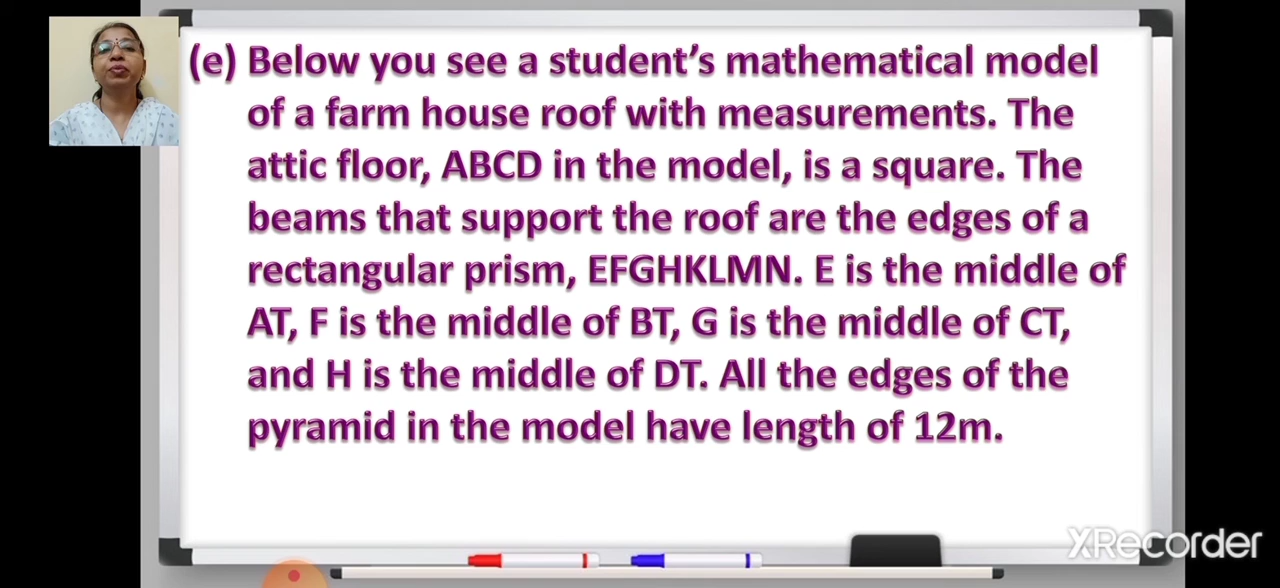 (e) Below you see a student's mathematical model
of a farm house roof with measurements. The
attic floor, ABCD in the model, is a square. The
beams that support the roof are the edges of a
rectangular prism, EFGHKLMN. E is the middle of
AT, F is the middle of BT, G is the middle of CT,
and H is the middle of DT. All the edges of the
pyramid in the model have length of 12m.
XRecorder